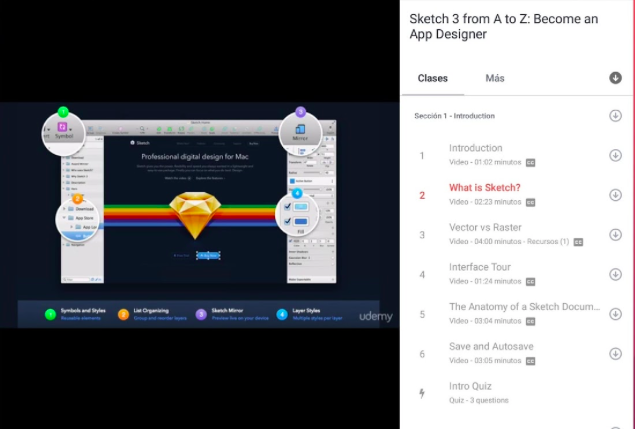 Symbol
Mirror
Sketch
Professional digital design for Mac
Download
App Store
App Lan
Fill
1 Symbols and Styles
Reusable elements
2 List Organizing
Group and reorder layers
3 Sketch Mirror
Preview live on your device
4 Layer Styles
Multiple styles per layer
udemy
Sketch 3 from A to Z: Become an
App Designer
Clases Más
Sección 1 - Introduction
1 Introduction
Video - 01:02 minutos CC
2 What is Sketch?
Video - 02:23 minutos CC
3 Vector vs Raster
Video - 04:00 minutos - Recursos (1) CC
4 Interface Tour
Video - 01:24 minutos CC
5 The Anatomy of a Sketch Docum...
Video - 03:04 minutos CC
6 Save and Autosave
Video - 03:05 minutos CC
Intro Quiz
Quiz - 3 questions